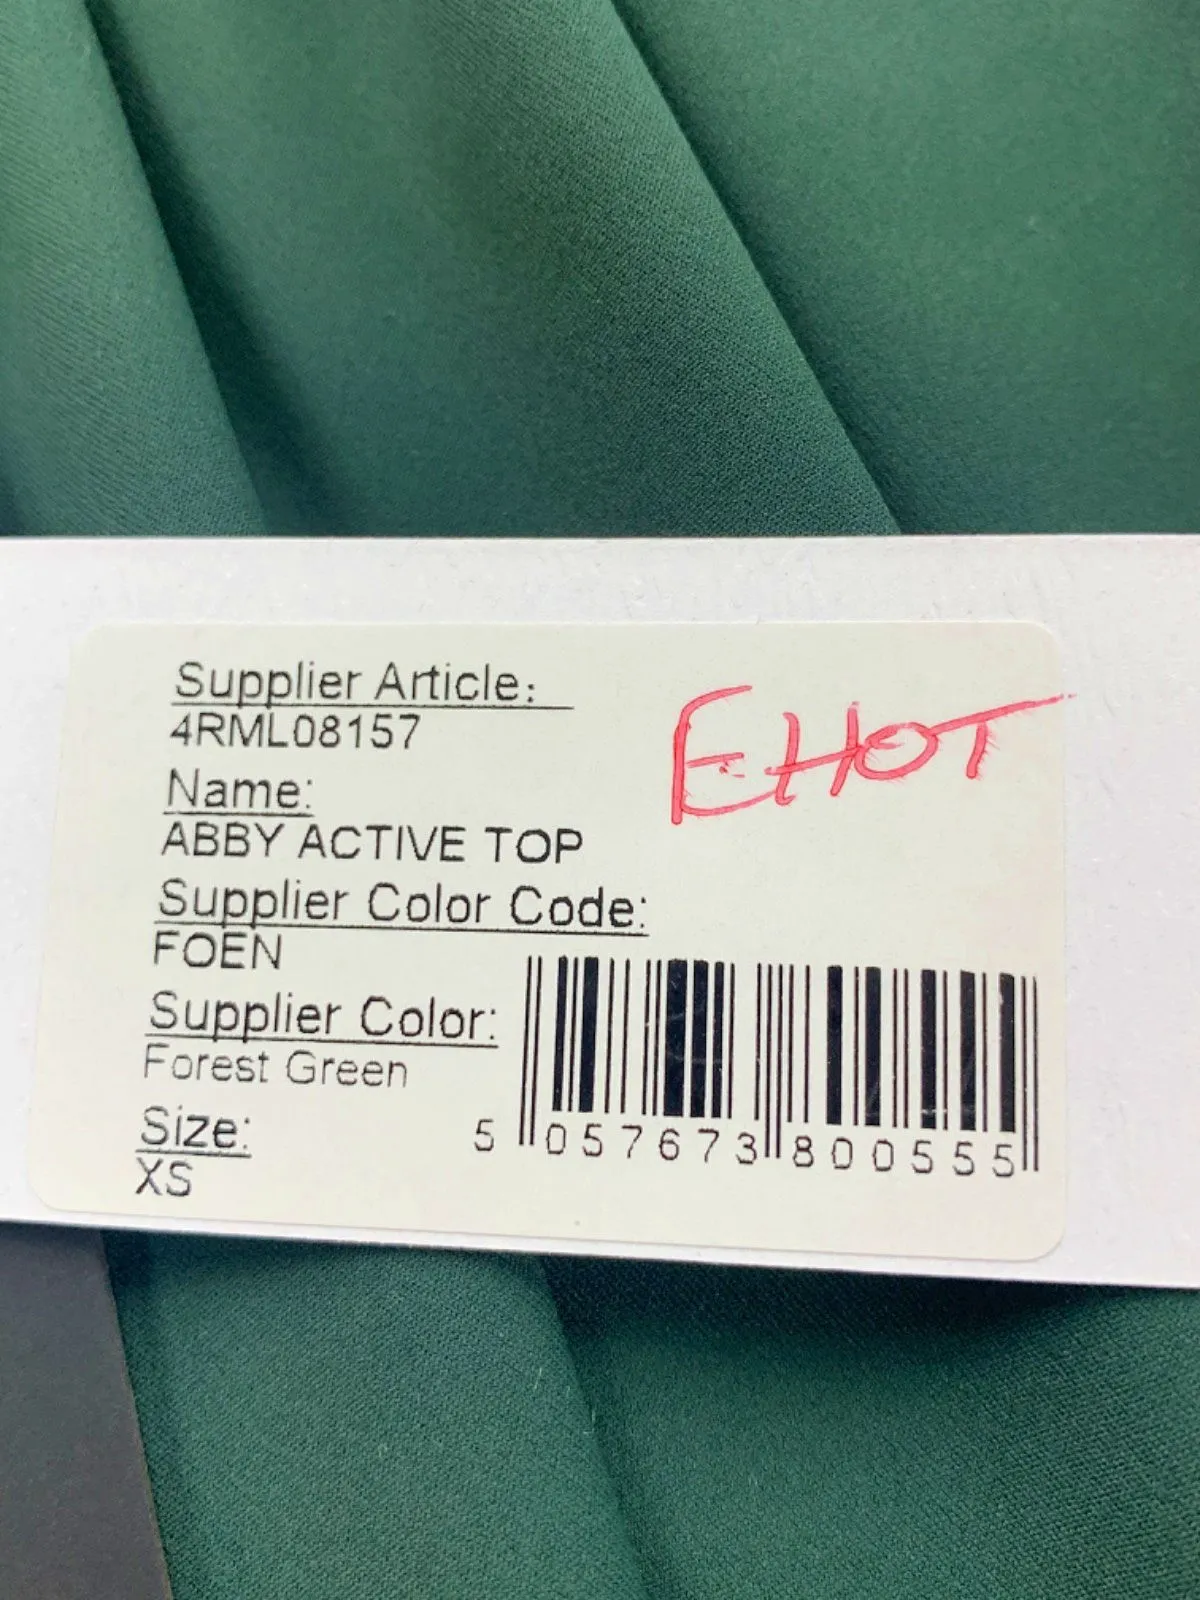 Supplier Article:
4RML08157
EHOT
Name:
ABBY ACTIVE TOP
Supplier Color Code:
FOEN
Supplier Color:
Forest Green
Size:
XS
5 057673 800555